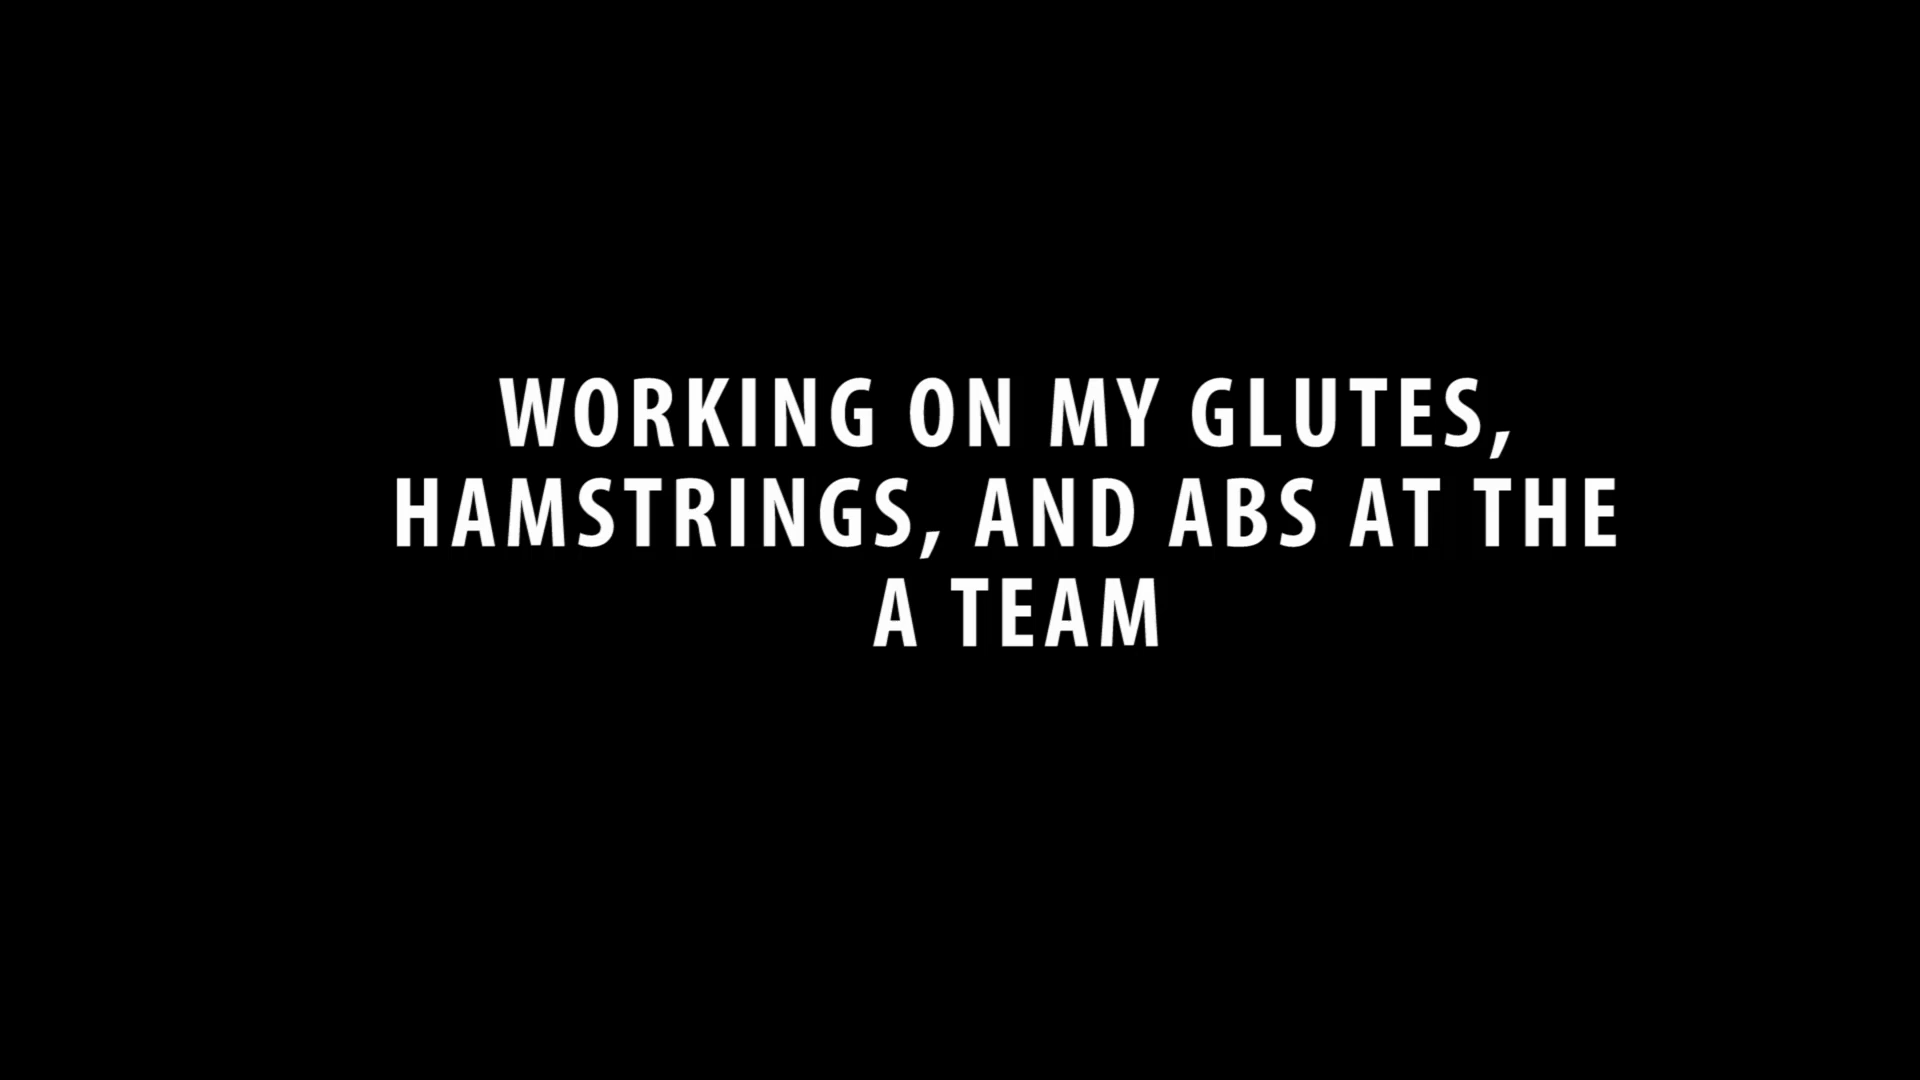 WORKING ON MY GLUTES,
HAMSTRINGS, AND ABS AT THE
A TEAM